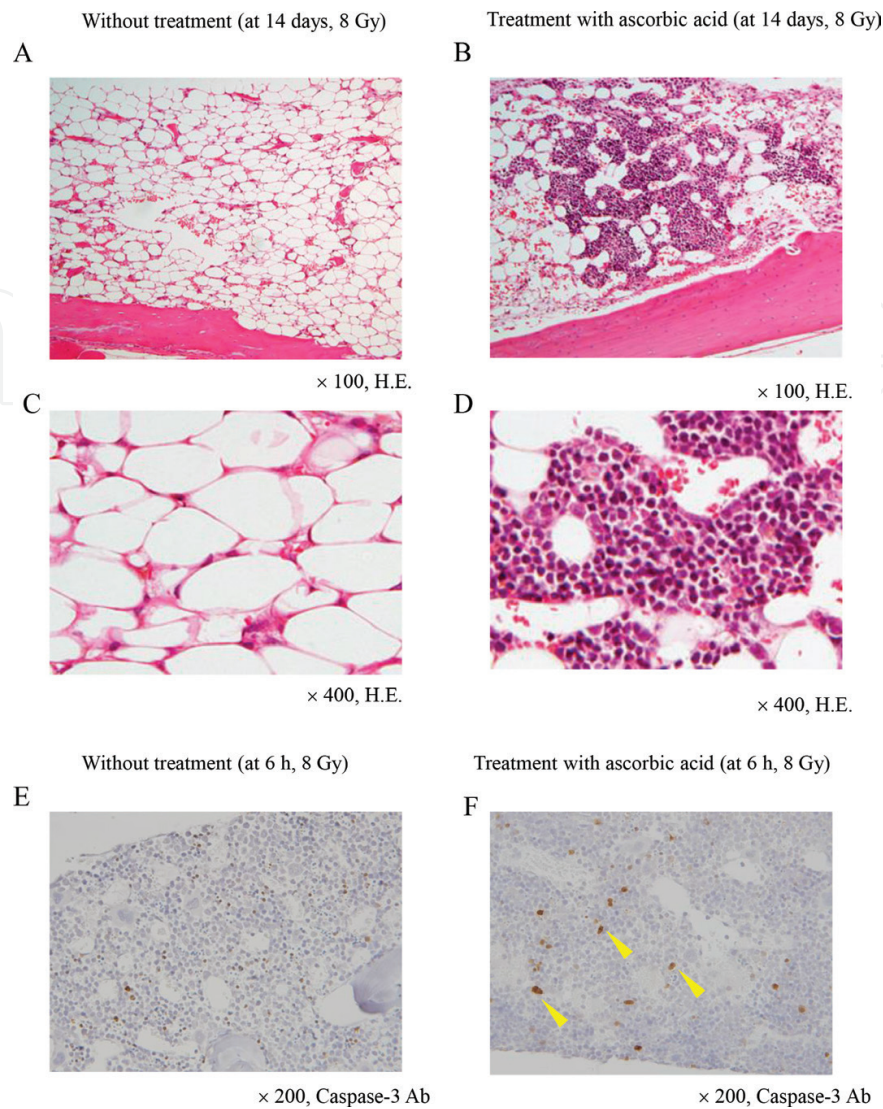 Without treatment (at 14 days, 8 Gy)
Treatment with ascorbic acid (at 14 days, 8 Gy)
A
B
× 100, H.E.
× 100, H.E.
C
D
× 400, H.E.
× 400, H.E.
Without treatment (at 6 h, 8 Gy)
Treatment with ascorbic acid (at 6 h, 8 Gy)
E
F
× 200, Caspase-3 Ab
× 200, Caspase-3 Ab